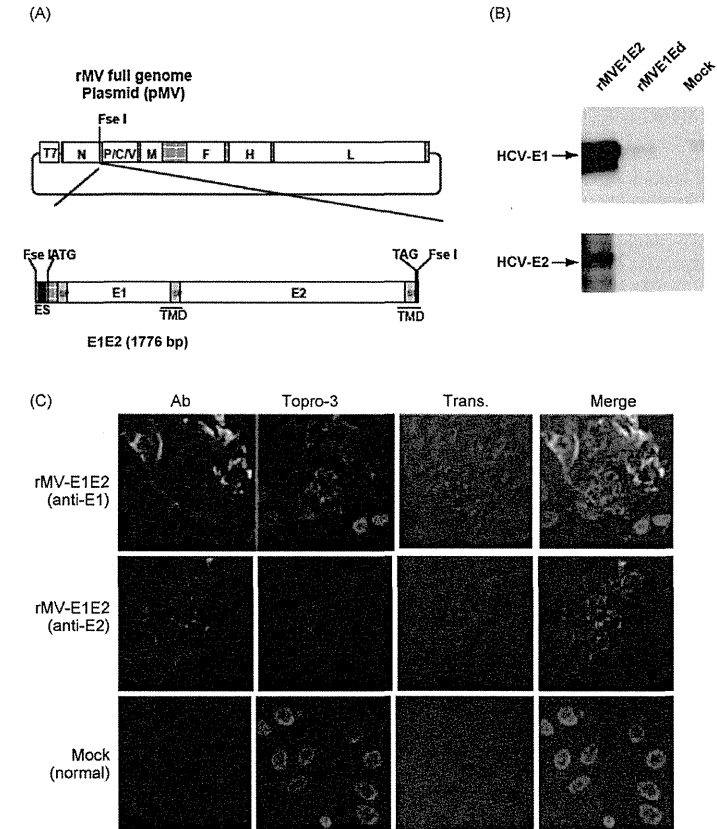 (A)
rMV full genome
Plasmid (pMV)
Fse I
T7 N P/C/V M F H L
Fse I ATG TAG Fse I
E1 E2
ES TMD TMD
E1E2 (1776 bp)
(B)
rMVE1E2 rMVE1Ed Mock
HCV-E1
HCV-E2
(C)
Ab Topro-3 Trans. Merge
rMV-E1E2
(anti-E1)
rMV-E1E2
(anti-E2)
Mock
(normal)